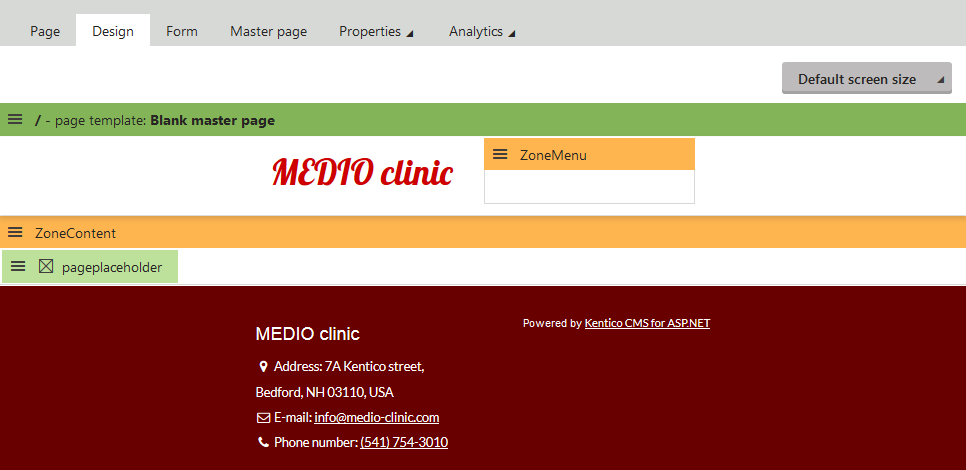 Page Design Form Master page Properties Analytics
Default screen size
/ - page template: Blank master page
MEDIO clinic
ZoneMenu
ZoneContent
pageplaceholder
MEDIO clinic
Address: 7A Kentico street,
Bedford, NH 03110, USA
E-mail: info@medio-clinic.com
Phone number: (541) 754-3010
Powered by Kentico CMS for ASP.NET